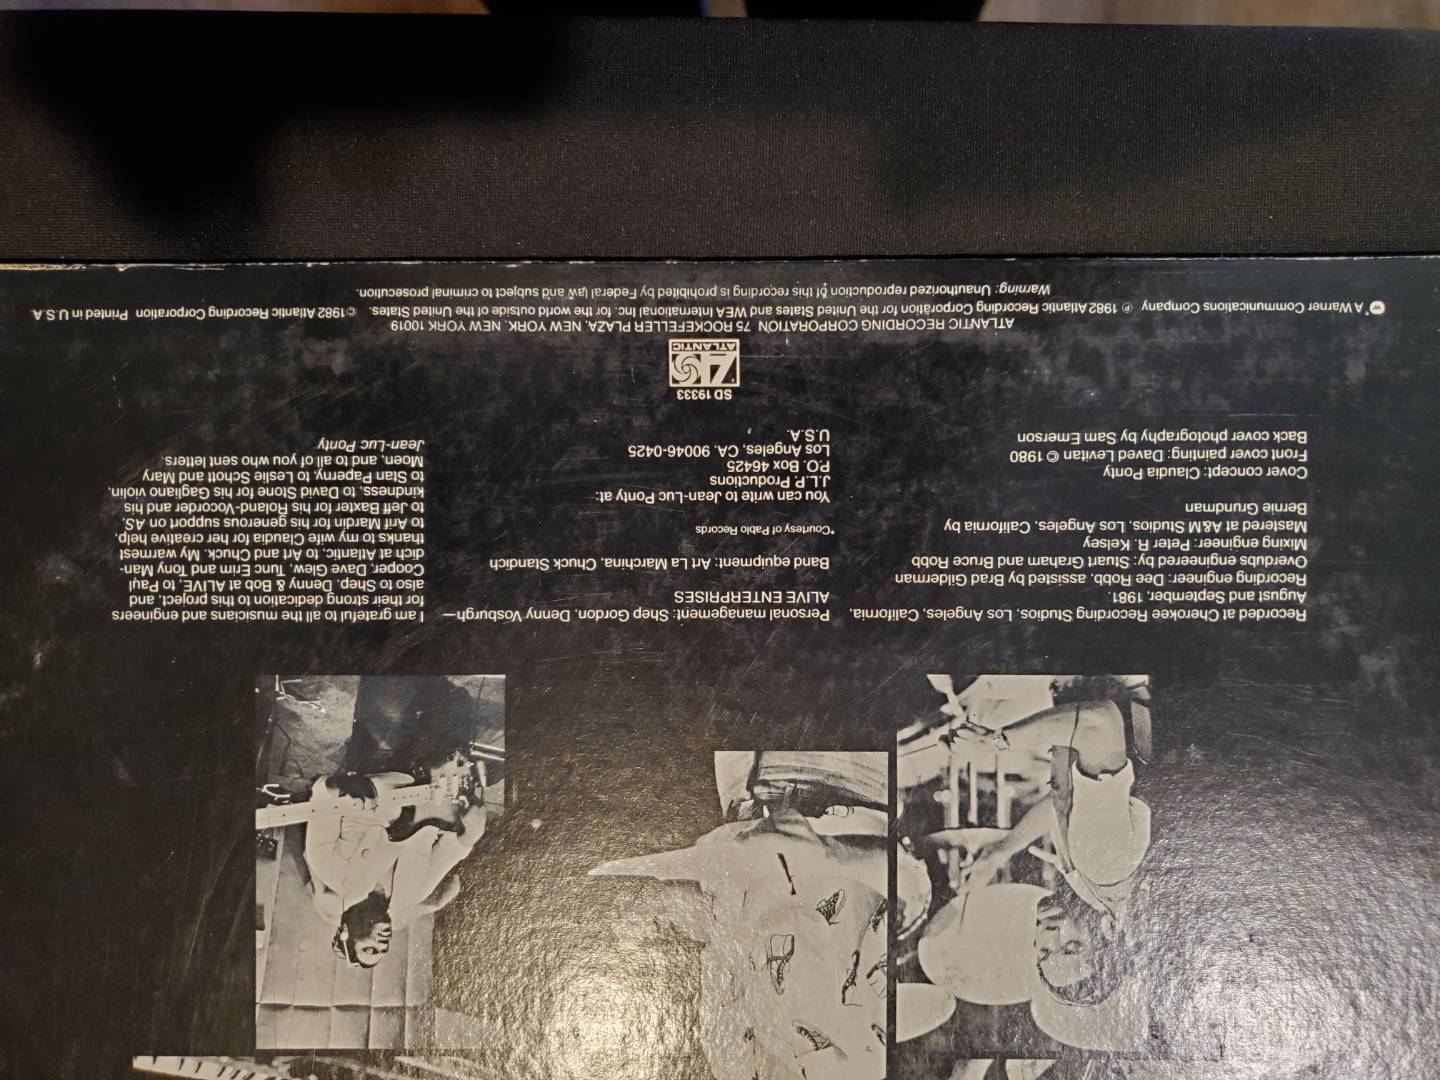 Recorded at Cherokee Recording Studios, Los Angeles, California,
August and September, 1981.
Recording engineer: Dee Robb, assisted by Brad Gilderman
Overdubs engineered by: Stuart Graham and Bruce Robb
Mixing engineer: Peter R. Kelsey
Mastered at A&M Studios, Los Angeles, California by
Bernie Grundman
Cover concept: Claudia Ponty
Front cover painting: Daved Levitan © 1980
Back cover photography by Sam Emerson
Personal management: Shep Gordon, Denny Vosburgh—
ALIVE ENTERPRISES
Band equipment: Art La Marchina, Chuck Standish
*Courtesy of Pablo Records
You can write to Jean-Luc Ponty at:
J.L.P. Productions
P.O. Box 46425
Los Angeles, CA. 90046-0425
U.S.A.
I am grateful to all the musicians and engineers
for their strong dedication to this project, and
also to Shep, Denny & Bob at ALIVE, to Paul
Cooper, Dave Glew, Tunc Erim and Tony Man-
dich at Atlantic, to Art and Chuck. My warmest
thanks to my wife Claudia for her creative help,
to Arif Mardin for his generous support on AS,
to Jeff Baxter for his Roland-Vocorder and his
kindness, to David Stone for his Gagliano violin,
to Stan Paperny, to Leslie Schott and Mary
Moen, and to all of you who sent letters.
Jean-Luc Ponty
SD 19333
ATLANTIC
ATLANTIC RECORDING CORPORATION 75 ROCKEFELLER PLAZA, NEW YORK, NEW YORK 10019
A Warner Communications Company ℗ 1982 Atlantic Recording Corporation for the United States and WEA International Inc. for the world outside of the United States. © 1982 Atlantic Recording Corporation Printed in U.S.A.
Warning: Unauthorized reproduction of this recording is prohibited by Federal law and subject to criminal prosecution.